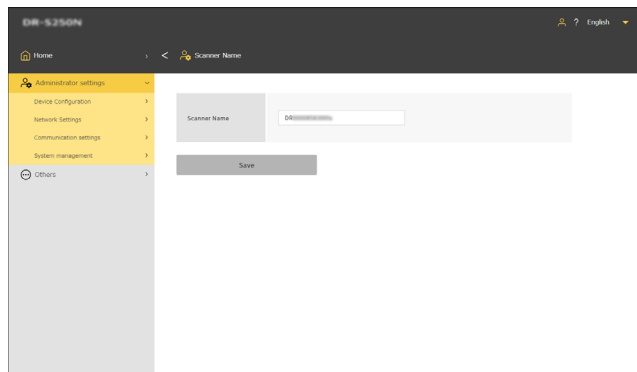 DR-S250N
? English
Home
< Scanner Name
Administrator settings
Device Configuration
Network Settings
Communication settings
System management
Others
Scanner Name
DR
Save